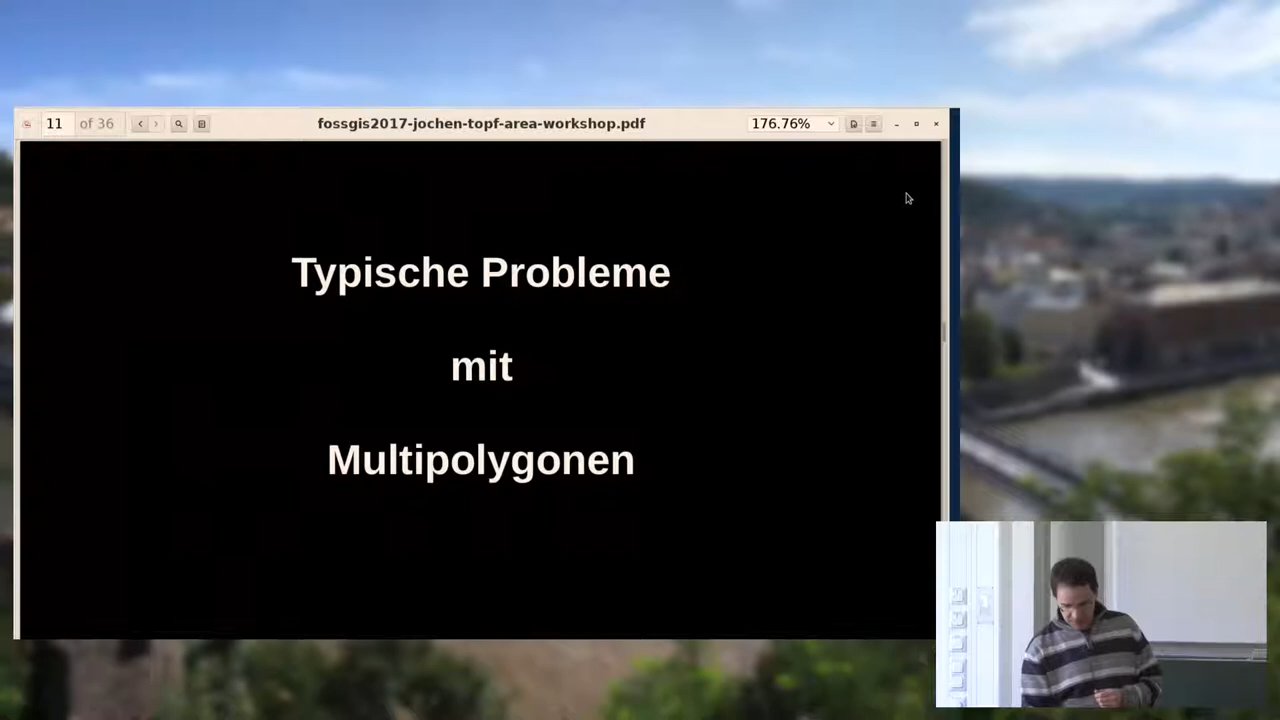 11 of 36
fossgis2017-jochen-topf-area-workshop.pdf
176.76%
Typische Probleme
mit
Multipolygonen